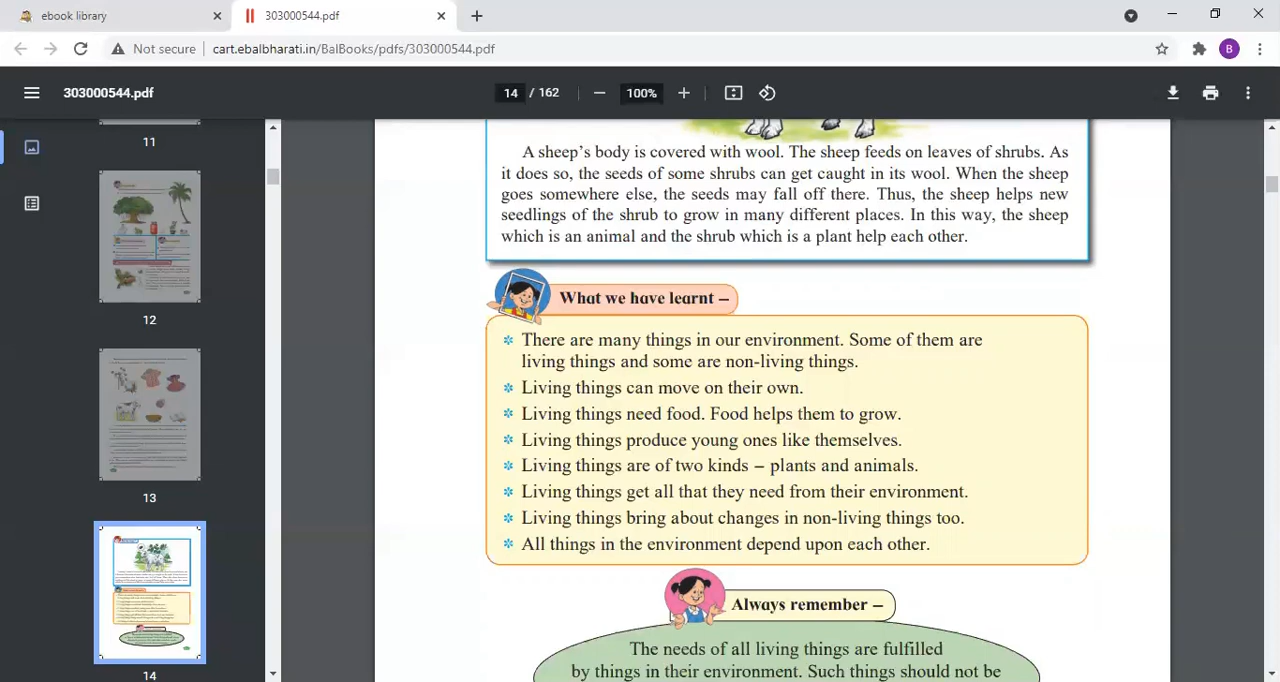 ebook library
303000544.pdf
Not secure
cart.ebalbharati.in/BalBooks/pdfs/303000544.pdf
B
303000544.pdf
14 / 162
100%
11
12
13
14
A sheep's body is covered with wool. The sheep feeds on leaves of shrubs. As
it does so, the seeds of some shrubs can get caught in its wool. When the sheep
goes somewhere else, the seeds may fall off there. Thus, the sheep helps new
seedlings of the shrub to grow in many different places. In this way, the sheep
which is an animal and the shrub which is a plant help each other.
What we have learnt –
There are many things in our environment. Some of them are
living things and some are non-living things.
Living things can move on their own.
Living things need food. Food helps them to grow.
Living things produce young ones like themselves.
Living things are of two kinds – plants and animals.
Living things get all that they need from their environment.
Living things bring about changes in non-living things too.
All things in the environment depend upon each other.
Always remember –
The needs of all living things are fulfilled
by things in their environment. Such things should not be